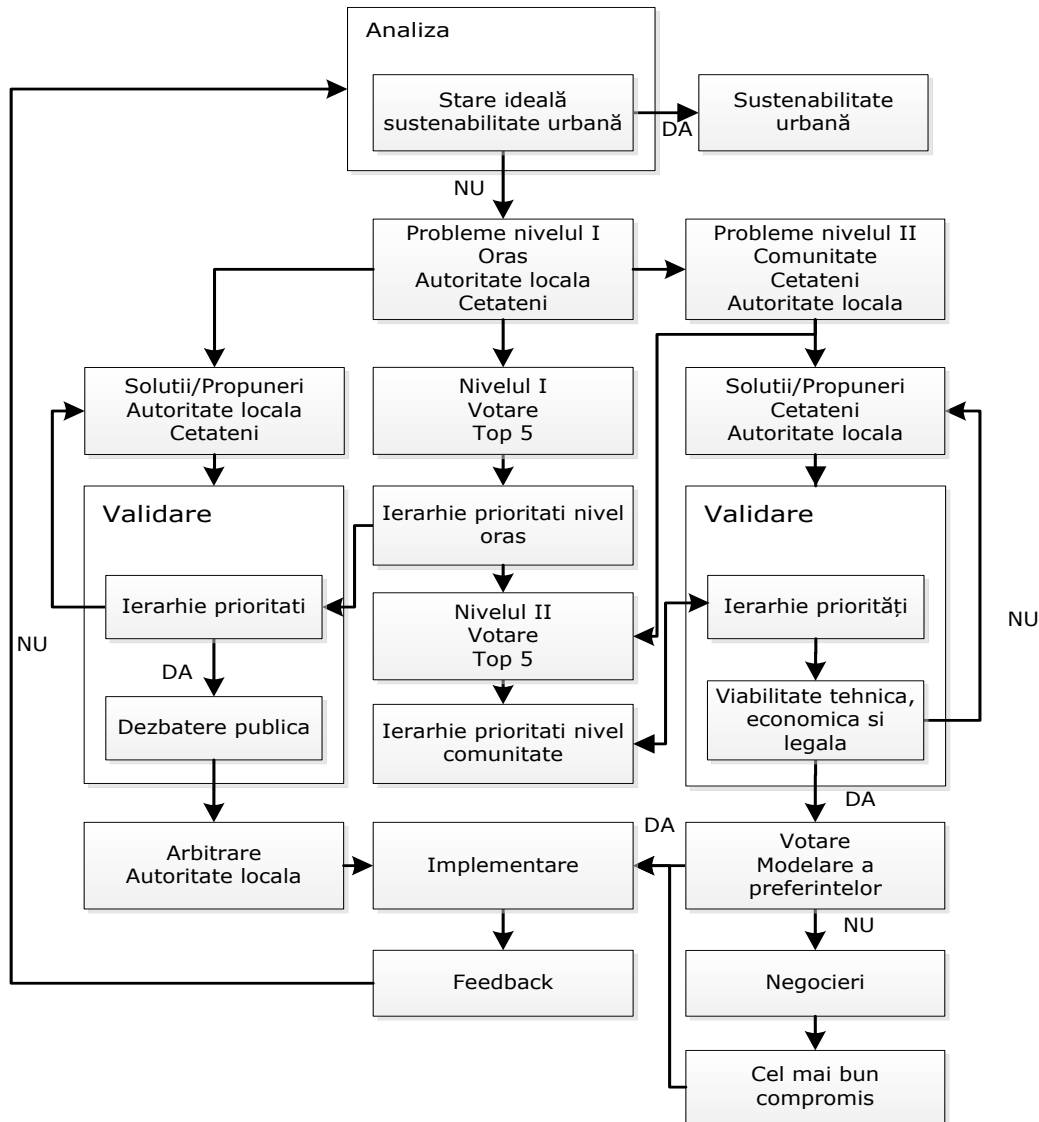 Analiza
Stare ideală
sustenabilitate urbană
DA
Sustenabilitate
urbană
NU
Probleme nivelul I
Oras
Autoritate locala
Cetateni
Probleme nivelul II
Comunitate
Cetateni
Autoritate locala
Solutii/Propuneri
Autoritate locala
Cetateni
Nivelul I
Votare
Top 5
Solutii/Propuneri
Cetateni
Autoritate locala
Validare
Ierarhie prioritati nivel
oras
Validare
Ierarhie prioritati
Nivelul II
Votare
Top 5
Ierarhie priorități
NU
NU
DA
Dezbatere publica
Ierarhie prioritati nivel
comunitate
Viabilitate tehnica,
economica si
legala
DA
Arbitrare
Autoritate locala
Implementare
DA
Votare
Modelare a
preferintelor
NU
Feedback
Negocieri
Cel mai bun
compromis